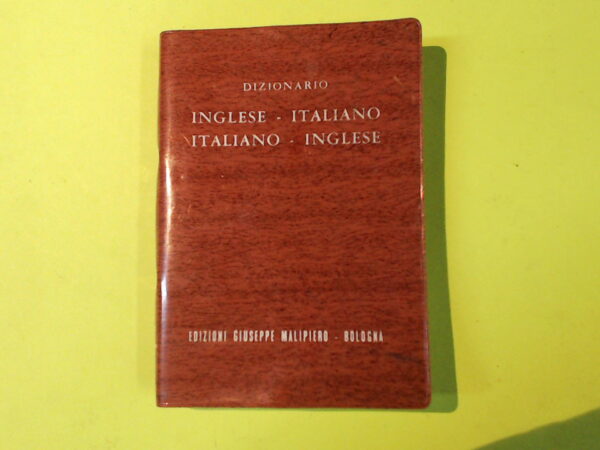 DIZIONARIO
INGLESE - ITALIANO
ITALIANO - INGLESE
EDIZIONI GIUSEPPE MALIPIERO - BOLOGNA